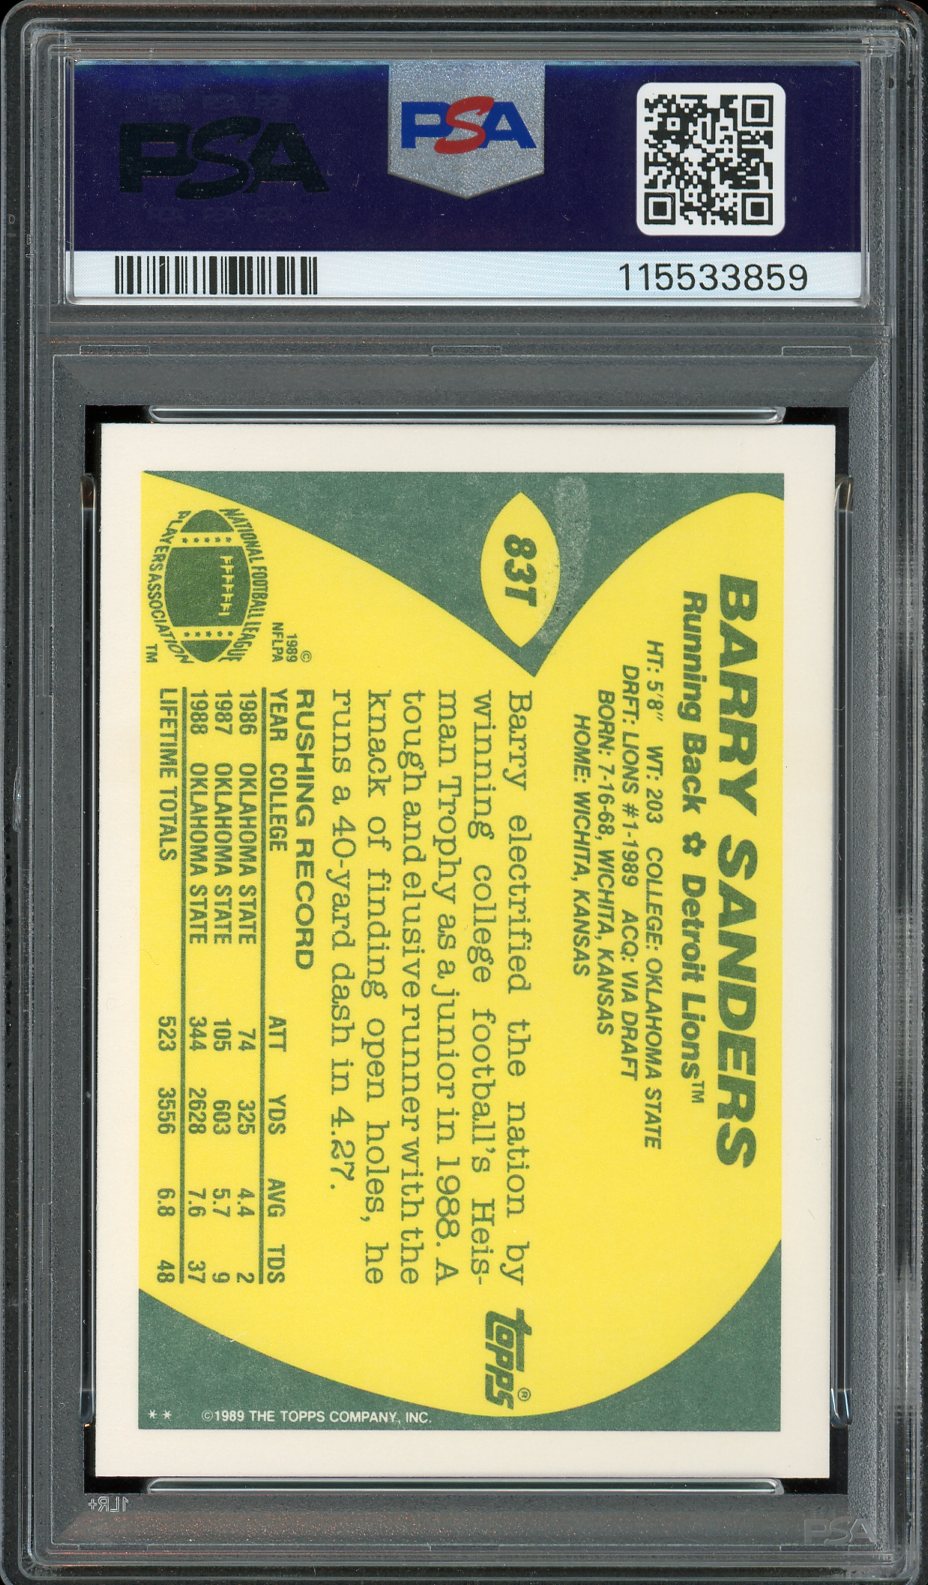 PSA
PSA
115533859
83T
BARRY SANDERS
Running Back ✿ Detroit Lions™
HT: 5'8" WT: 203 COLLEGE: OKLAHOMA STATE
DRFT: LIONS #1-1989 ACQ: VIA DRAFT
BORN: 7-16-68, WICHITA, KANSAS
HOME: WICHITA, KANSAS
Barry electrified the nation by
winning college football's Heis-
man Trophy as a junior in 1988. A
tough and elusive runner with the
knack of finding open holes, he
runs a 40-yard dash in 4.27.
RUSHING RECORD
YEAR COLLEGE ATT YDS AVG TDS
1986 OKLAHOMA STATE 74 325 4.4 2
1987 OKLAHOMA STATE 105 603 5.7 9
1988 OKLAHOMA STATE 344 2628 7.6 37
LIFETIME TOTALS 523 3556 6.8 48
NATIONAL FOOTBALL LEAGUE
PLAYERS ASSOCIATION
TM
©
1989
NFLPA
topps®
** ©1989 THE TOPPS COMPANY, INC.
1LR+
PSA